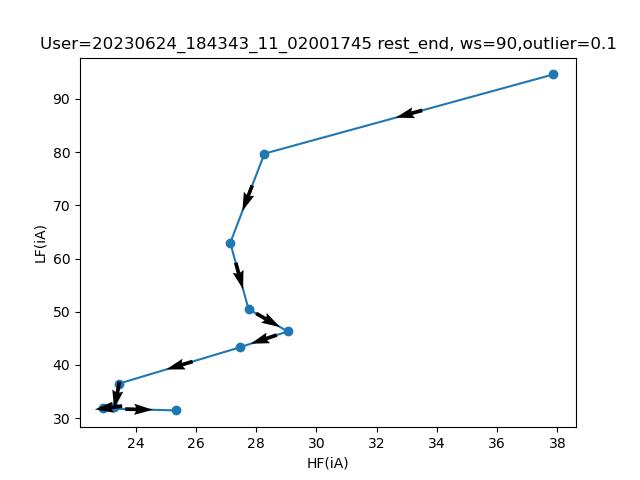 User=20230624_184343_11_02001745 rest_end, ws=90,outlier=0.1
90
80
70
60
50
40
30
LF(iA)
24 26 28 30 32 34 36 38
HF(iA)